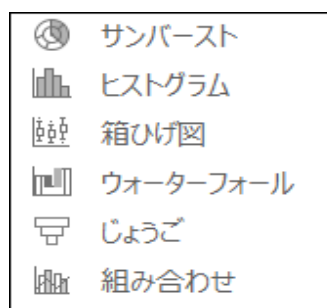 サンバースト
ヒストグラム
箱ひげ図
ウォーターフォール
じょうご
組み合わせ